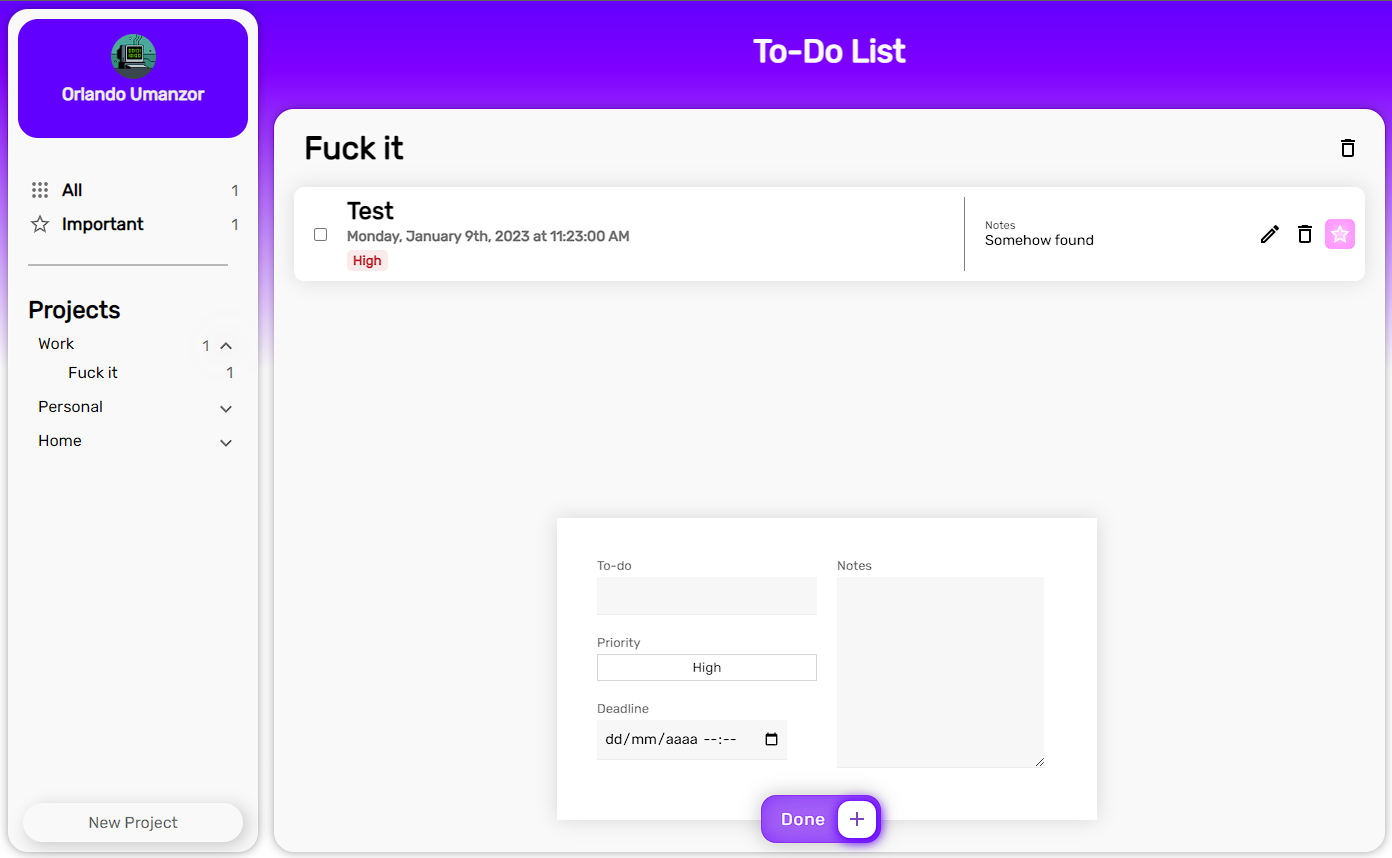 Orlando Umanzor
All 1
Important 1
Projects
Work 1
Fuck it 1
Personal
Home
New Project
To-Do List
Fuck it
Test
Monday, January 9th, 2023 at 11:23:00 AM
High
Notes
Somehow found
To-do
Priority
High
Deadline
dd/mm/aaaa --:--
Notes
Done +